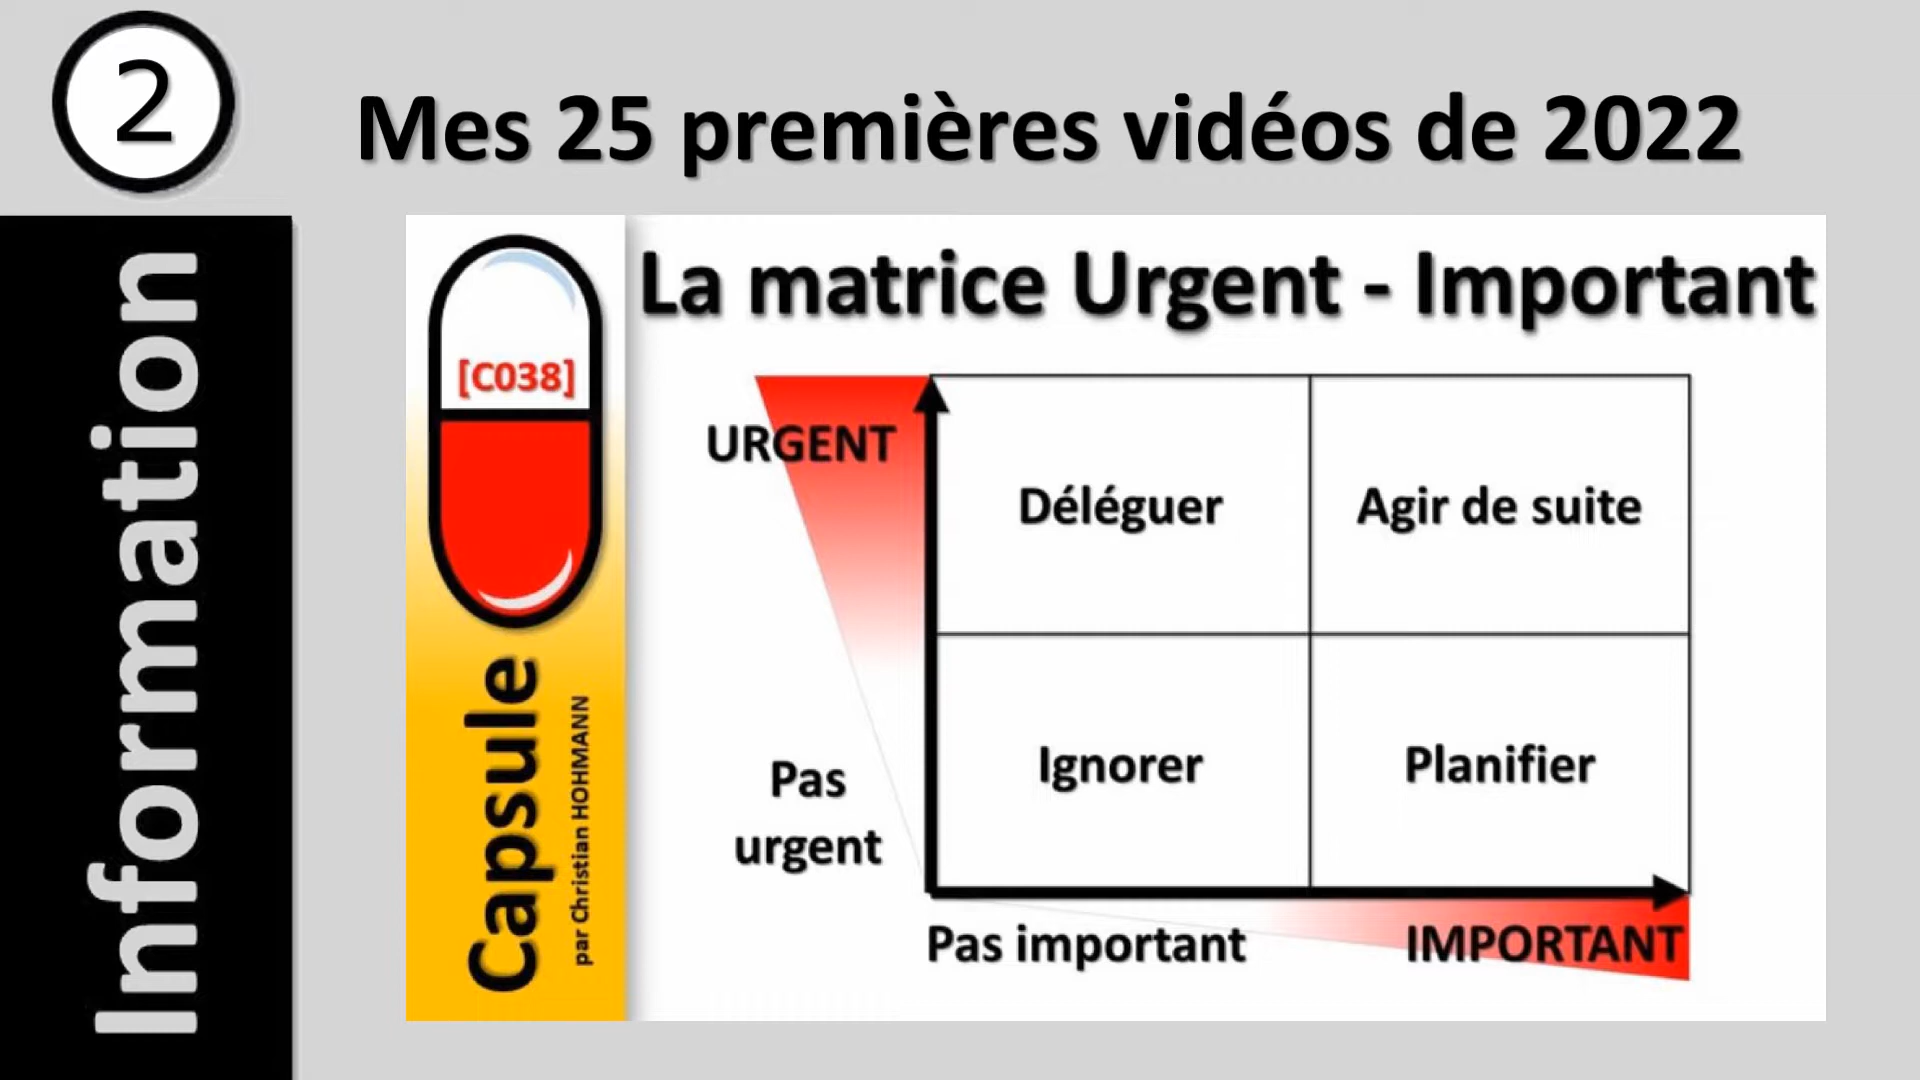 2
Mes 25 premières vidéos de 2022
Information
[C038]
Capsule
par Christian HOHMANN
La matrice Urgent - Important
URGENT
Déléguer
Agir de suite
Pas
urgent
Ignorer
Planifier
Pas important
IMPORTANT